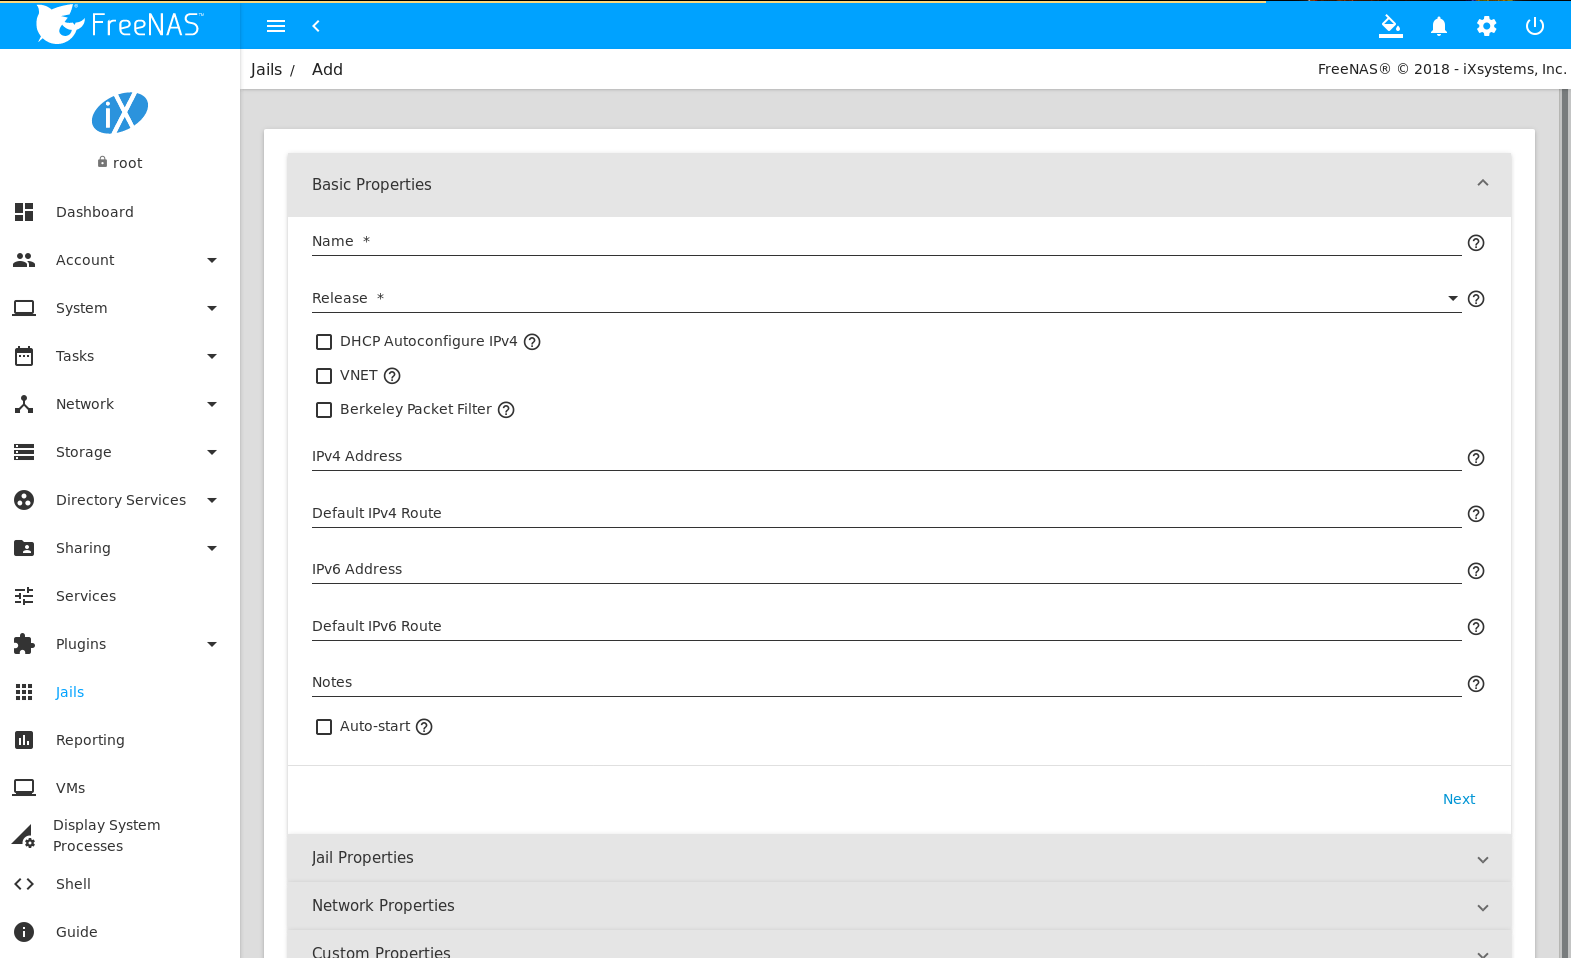 FreeNAS™
Jails / Add
FreeNAS® © 2018 - iXsystems, Inc.
iX
root
Dashboard
Account
System
Tasks
Network
Storage
Directory Services
Sharing
Services
Plugins
Jails
Reporting
VMs
Display System
Processes
Shell
Guide
Basic Properties
Name *
Release *
DHCP Autoconfigure IPv4
VNET
Berkeley Packet Filter
IPv4 Address
Default IPv4 Route
IPv6 Address
Default IPv6 Route
Notes
Auto-start
Next
Jail Properties
Network Properties
Custom Properties